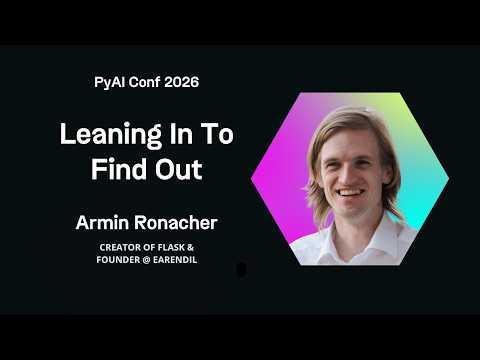 PyAI Conf 2026
Leaning In To
Find Out
Armin Ronacher
CREATOR OF FLASK &
FOUNDER @ EARENDIL